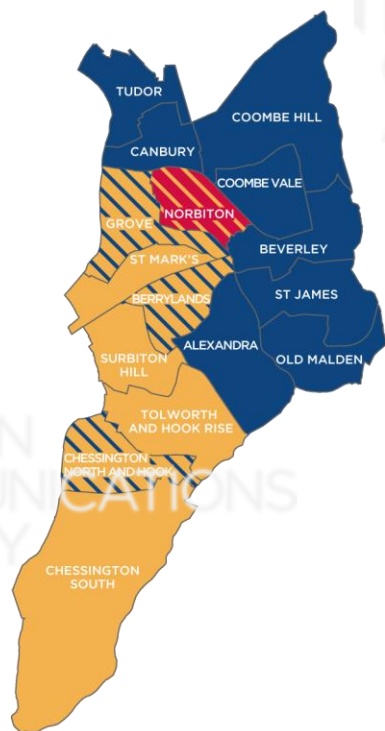 TUDOR
COOMBE HILL
CANBURY
COOMBE VALE
NORBITON
GROVE
BEVERLEY
ST MARK'S
ST JAMES
BERRYLANDS
ALEXANDRA
OLD MALDEN
SURBITON
HILL
TOLWORTH
AND HOOK RISE
CHESSINGTON
NORTH AND HOOK
CHESSINGTON
SOUTH